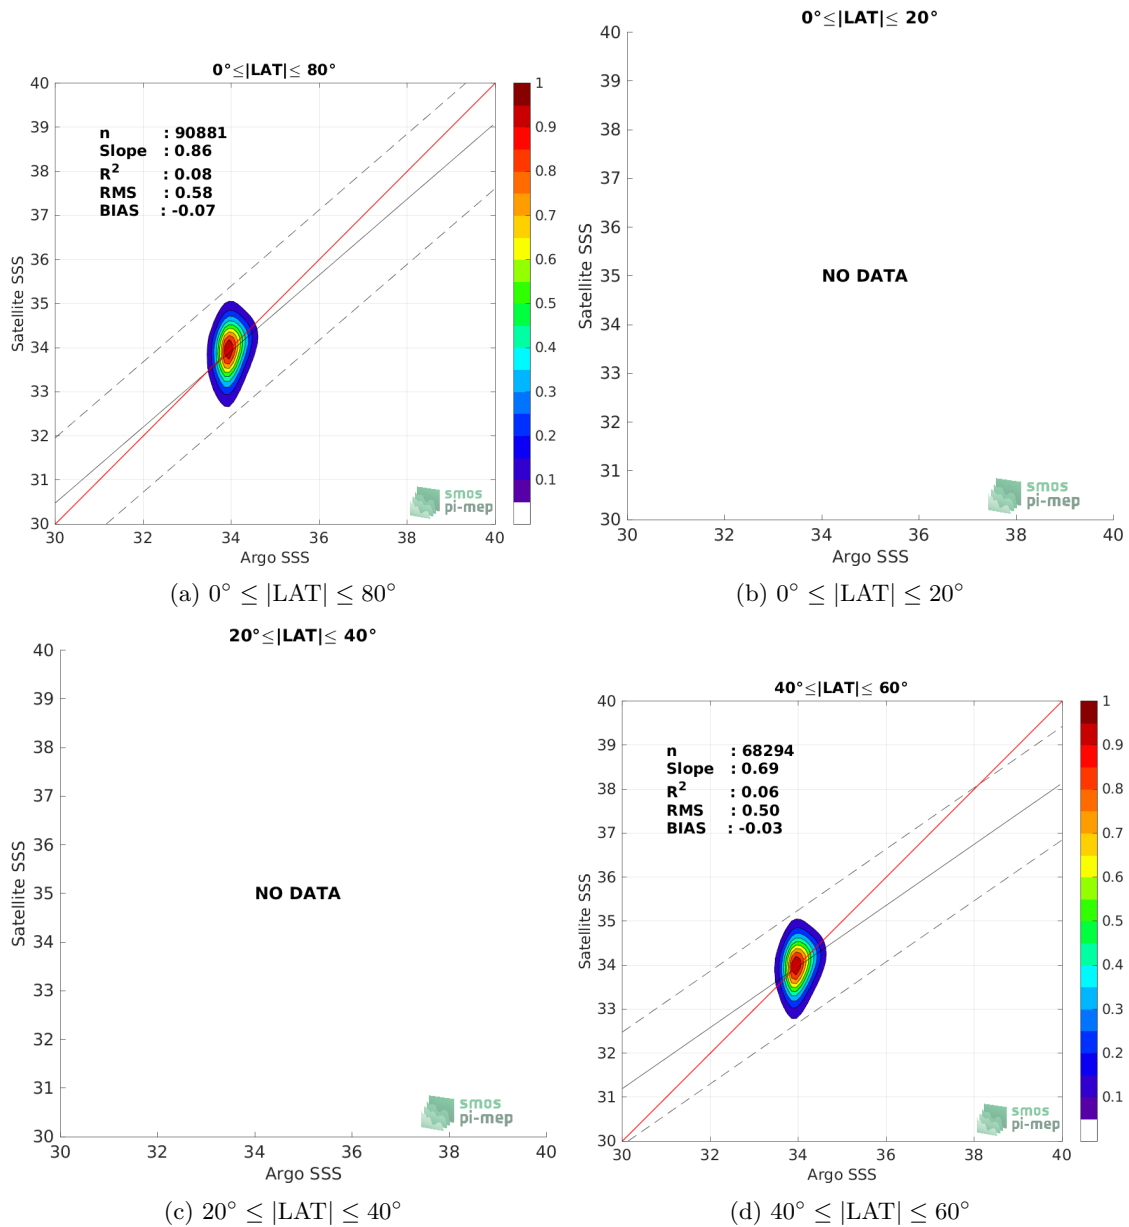 0°≤|LAT|≤ 80°
40
39
38
37
36
35
34
33
32
31
30
Satellite SSS
n : 90881
Slope : 0.86
R² : 0.08
RMS : 0.58
BIAS : -0.07
smos
pi-mep
30 32 34 36 38 40
Argo SSS
1
0.9
0.8
0.7
0.6
0.5
0.4
0.3
0.2
0.1
(a) 0° ≤ |LAT| ≤ 80°
0°≤|LAT|≤ 20°
40
39
38
37
36
35
34
33
32
31
30
Satellite SSS
NO DATA
smos
pi-mep
30 32 34 36 38 40
Argo SSS
(b) 0° ≤ |LAT| ≤ 20°
20°≤|LAT|≤ 40°
40
39
38
37
36
35
34
33
32
31
30
Satellite SSS
NO DATA
smos
pi-mep
30 32 34 36 38 40
Argo SSS
(c) 20° ≤ |LAT| ≤ 40°
40°≤|LAT|≤ 60°
40
39
38
37
36
35
34
33
32
31
30
Satellite SSS
n : 68294
Slope : 0.69
R² : 0.06
RMS : 0.50
BIAS : -0.03
smos
pi-mep
30 32 34 36 38 40
Argo SSS
1
0.9
0.8
0.7
0.6
0.5
0.4
0.3
0.2
0.1
(d) 40° ≤ |LAT| ≤ 60°